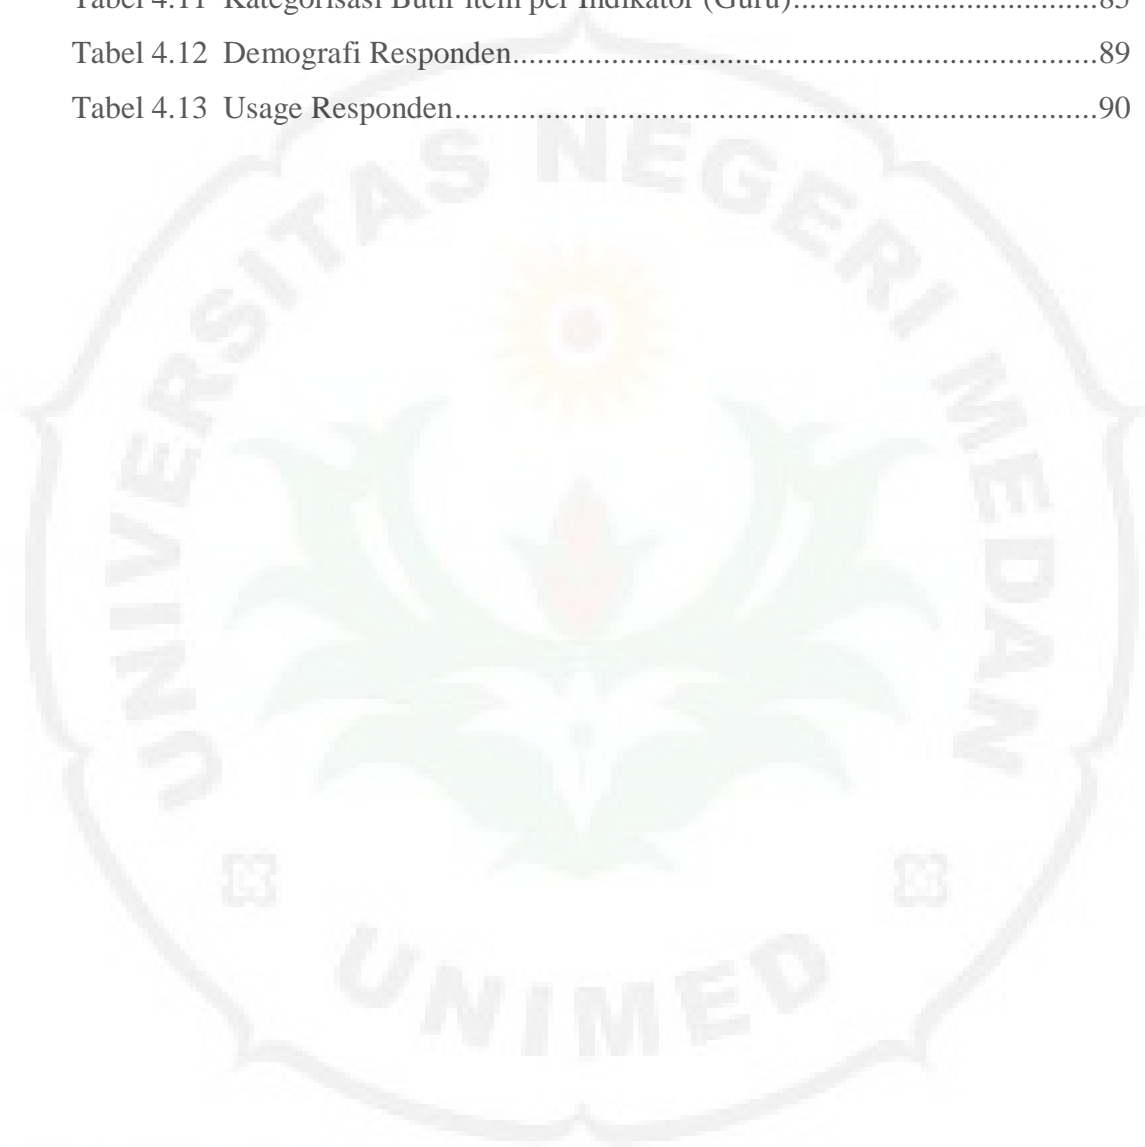 Tabel 4.11 Kategorisasi Butir item per Indikator (Guru)..................................85
Tabel 4.12 Demografi Responden........................................................................89
Tabel 4.13 Usage Responden...............................................................................90
UNIVERSITAS NEGERI MEDAN
UNIMED